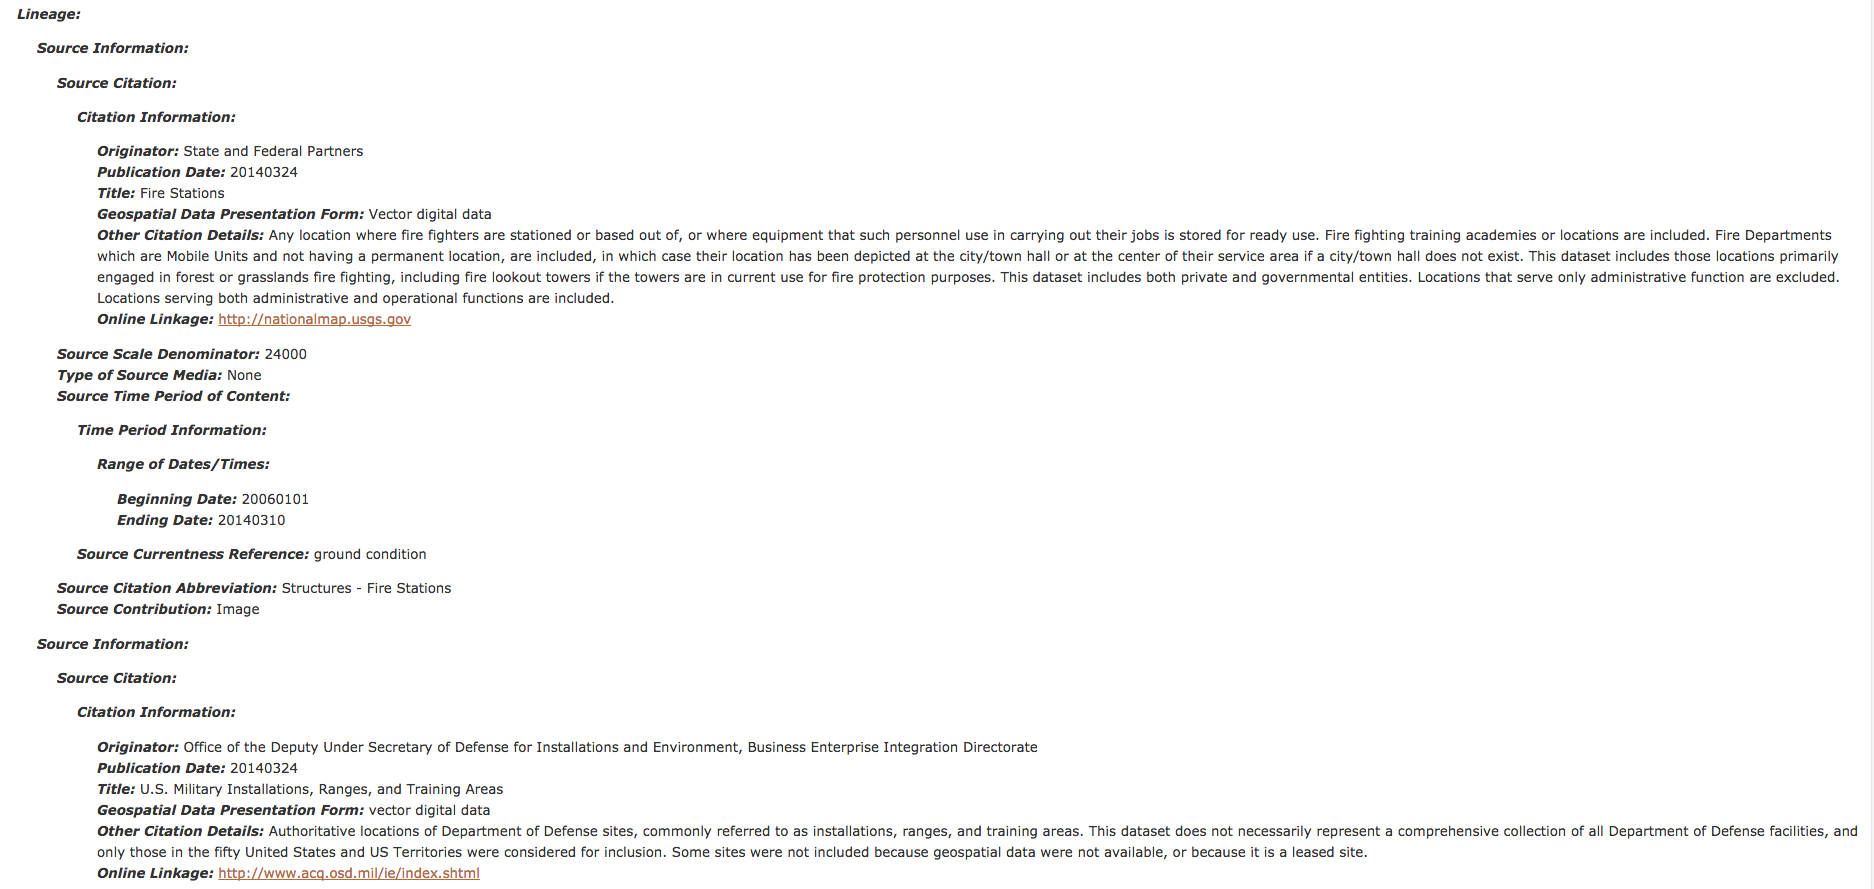 Lineage:
Source Information:
Source Citation:
Citation Information:
Originator: State and Federal Partners
Publication Date: 20140324
Title: Fire Stations
Geospatial Data Presentation Form: Vector digital data
Other Citation Details: Any location where fire fighters are stationed or based out of, or where equipment that such personnel use in carrying out their jobs is stored for ready use. Fire fighting training academies or locations are included. Fire Departments
which are Mobile Units and not having a permanent location, are included, in which case their location has been depicted at the city/town hall or at the center of their service area if a city/town hall does not exist. This dataset includes those locations primarily
engaged in forest or grasslands fire fighting, including fire lookout towers if the towers are in current use for fire protection purposes. This dataset includes both private and governmental entities. Locations that serve only administrative function are excluded.
Locations serving both administrative and operational functions are included.
Online Linkage: http://nationalmap.usgs.gov
Source Scale Denominator: 24000
Type of Source Media: None
Source Time Period of Content:
Time Period Information:
Range of Dates/Times:
Beginning Date: 20060101
Ending Date: 20140310
Source Currentness Reference: ground condition
Source Citation Abbreviation: Structures - Fire Stations
Source Contribution: Image
Source Information:
Source Citation:
Citation Information:
Originator: Office of the Deputy Under Secretary of Defense for Installations and Environment, Business Enterprise Integration Directorate
Publication Date: 20140324
Title: U.S. Military Installations, Ranges, and Training Areas
Geospatial Data Presentation Form: vector digital data
Other Citation Details: Authoritative locations of Department of Defense sites, commonly referred to as installations, ranges, and training areas. This dataset does not necessarily represent a comprehensive collection of all Department of Defense facilities, and
only those in the fifty United States and US Territories were considered for inclusion. Some sites were not included because geospatial data were not available, or because it is a leased site.
Online Linkage: http://www.acq.osd.mil/ie/index.shtml